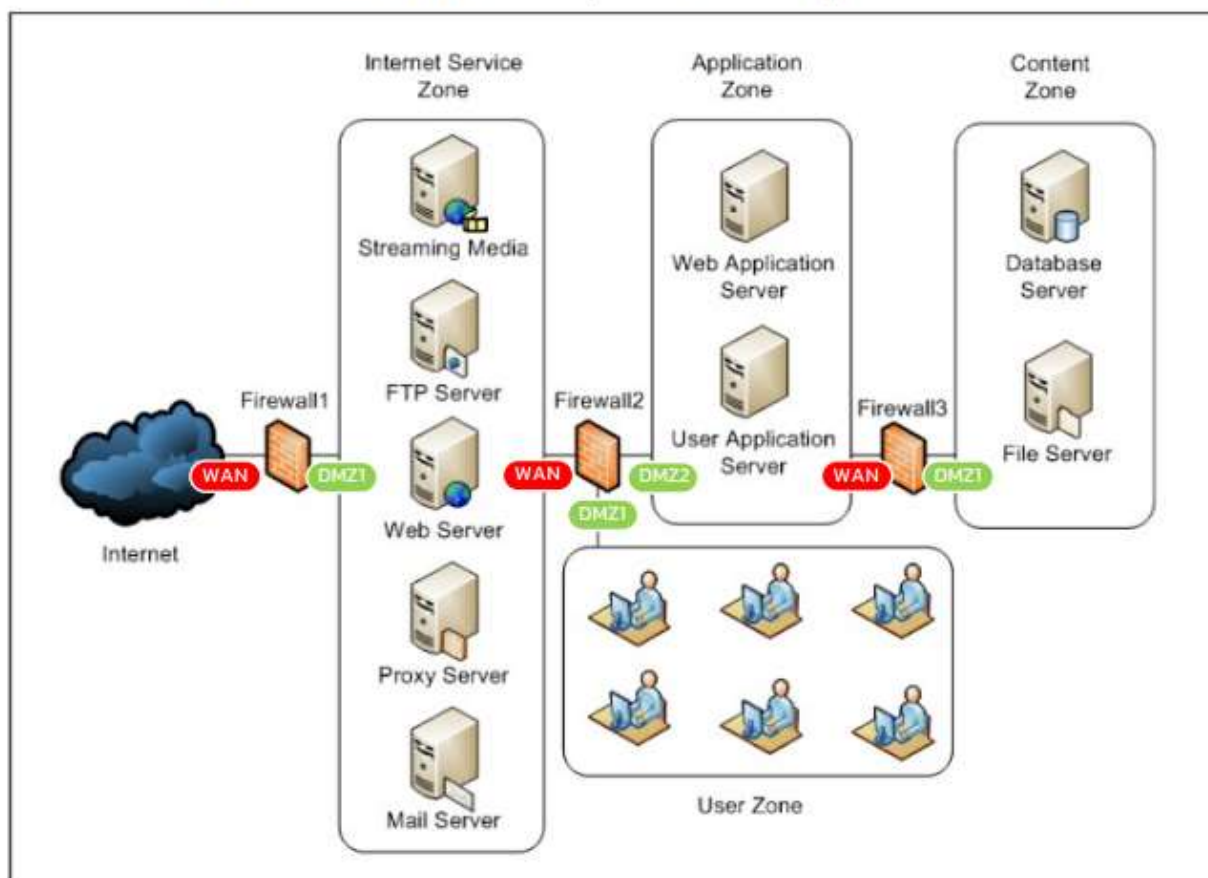 Internet Service
Zone
Application
Zone
Content
Zone
Streaming Media
FTP Server
Web Server
Proxy Server
Mail Server
Web Application
Server
User Application
Server
Database
Server
File Server
Firewall1
Firewall2
Firewall3
WAN
DMZ1
WAN
DMZ2
DMZ1
WAN
DMZ1
Internet
User Zone